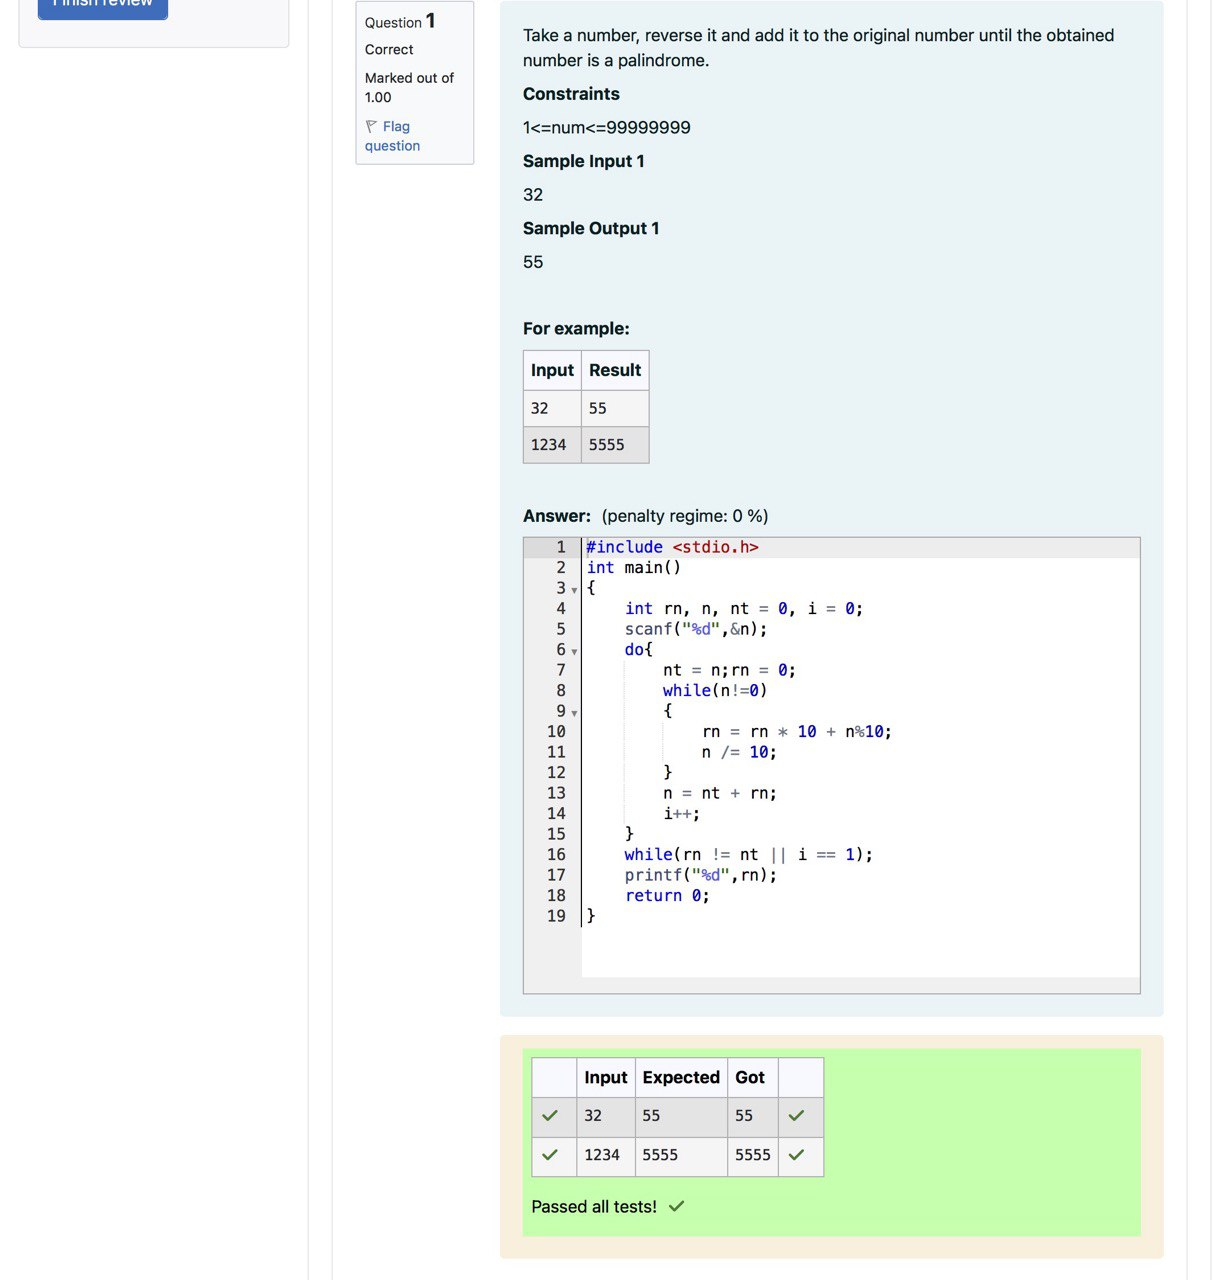 Finish review
Question 1
Correct
Marked out of
1.00
Flag
question
Take a number, reverse it and add it to the original number until the obtained
number is a palindrome.
Constraints
1<=num<=99999999
Sample Input 1
32
Sample Output 1
55
For example:
Input Result
32 55
1234 5555
Answer: (penalty regime: 0 %)
1 #include <stdio.h>
2 int main()
3 {
4     int rn, n, nt = 0, i = 0;
5     scanf("%d",&n);
6     do{
7         nt = n;rn = 0;
8         while(n!=0)
9         {
10             rn = rn * 10 + n%10;
11             n /= 10;
12         }
13         n = nt + rn;
14         i++;
15     }
16     while(rn != nt || i == 1);
17     printf("%d",rn);
18     return 0;
19 }
Input Expected Got
32 55 55
1234 5555 5555
Passed all tests!